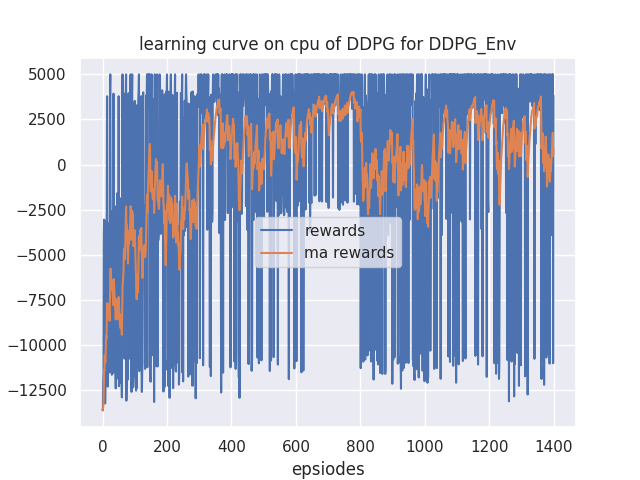 learning curve on cpu of DDPG for DDPG_Env
5000
2500
0
−2500
−5000
−7500
−10000
−12500
rewards
ma rewards
0 200 400 600 800 1000 1200 1400
epsiodes